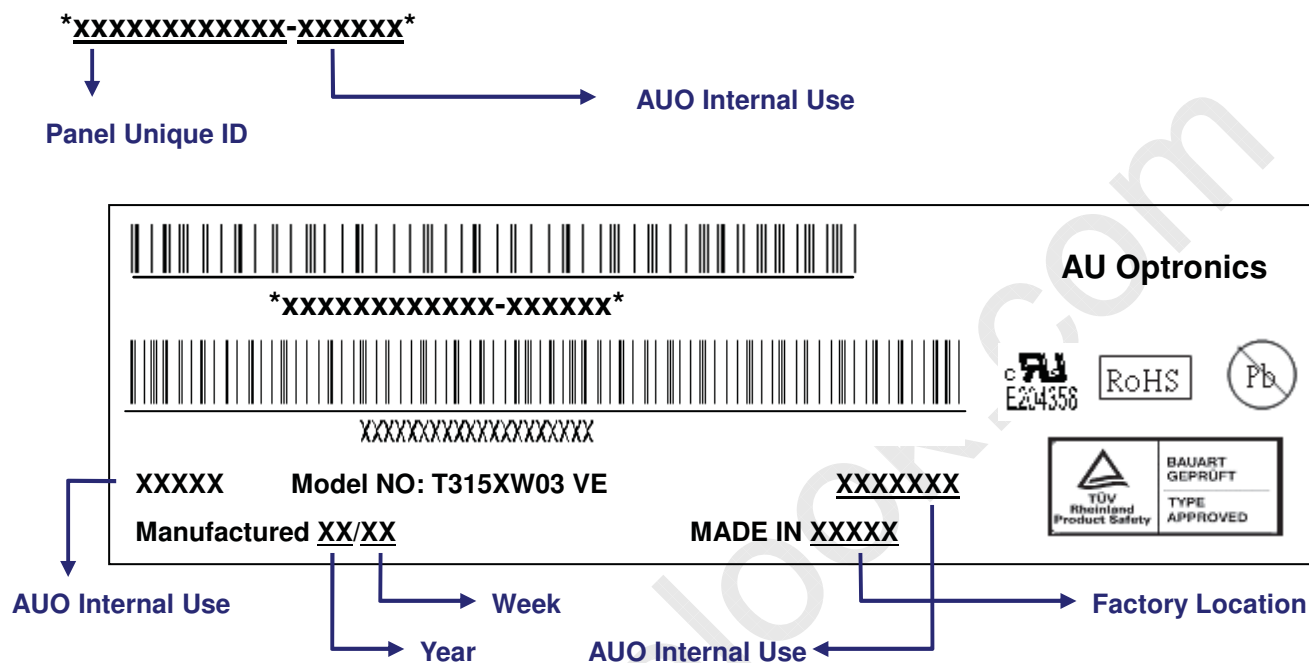 *xxxxxxxxxxxx-xxxxxx*
AUO Internal Use
Panel Unique ID
AU Optronics
*xxxxxxxxxxxx-xxxxxx*
c us
E204356
RoHS
Pb
XXXXXXXXXXXXXXXXXXXX
XXXXX Model NO: T315XW03 VE XXXXXXX
TÜV
Rheinland
Product Safety
BAUART
GEPRÜFT
TYPE
APPROVED
Manufactured XX/XX MADE IN XXXXX
AUO Internal Use
Week
Factory Location
Year
AUO Internal Use